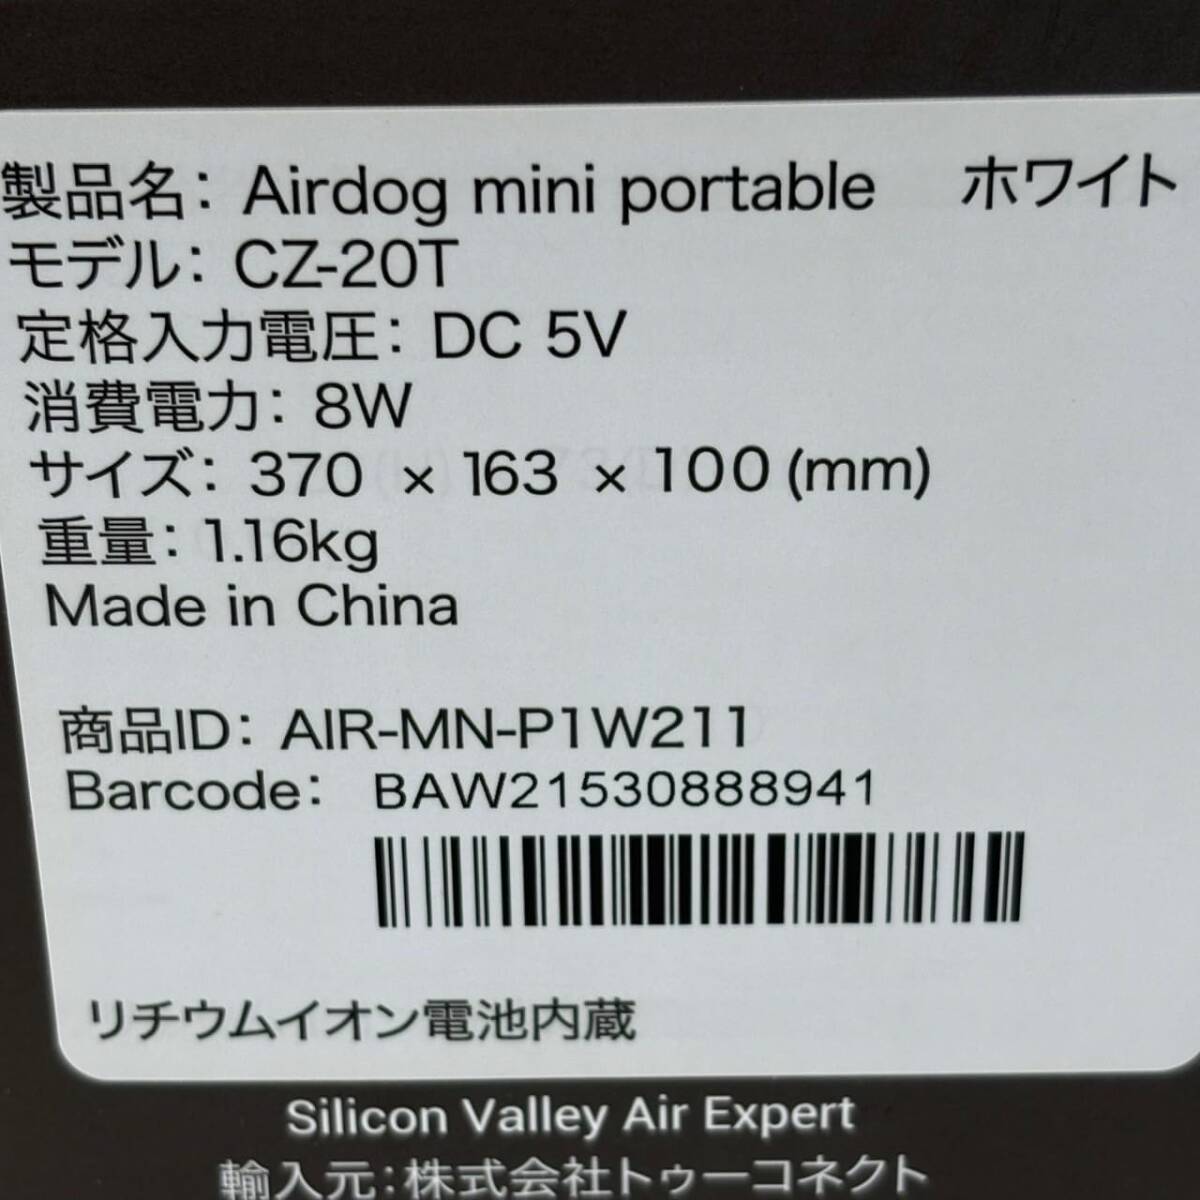 製品名: Airdog mini portable ホワイト
モデル: CZ-20T
定格入力電圧: DC 5V
消費電力: 8W
サイズ: 370 × 163 × 100 (mm)
重量: 1.16kg
Made in China
商品ID: AIR-MN-P1W211
Barcode: BAW21530888941
リチウムイオン電池内蔵
Silicon Valley Air Expert
輸入元:株式会社トゥーコネクト